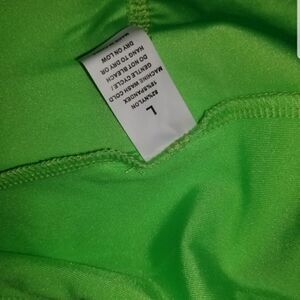 L
82%NYLON
18%SPANDEX
MACHINE WASH COLD
GENTLE CYCLE/
DO NOT BLEACH
HANG TO DRY OR
DRY ON LOW